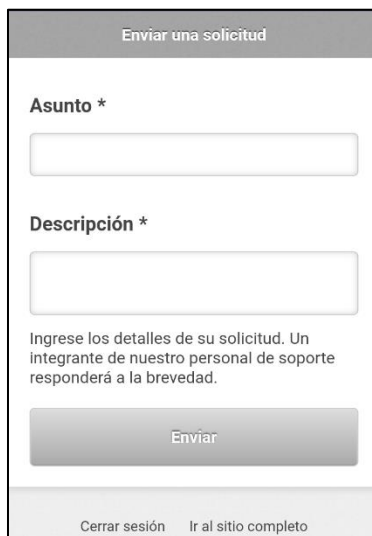 Enviar una solicitud
Asunto *
Descripción *
Ingrese los detalles de su solicitud. Un
integrante de nuestro personal de soporte
responderá a la brevedad.
Enviar
Cerrar sesión Ir al sitio completo